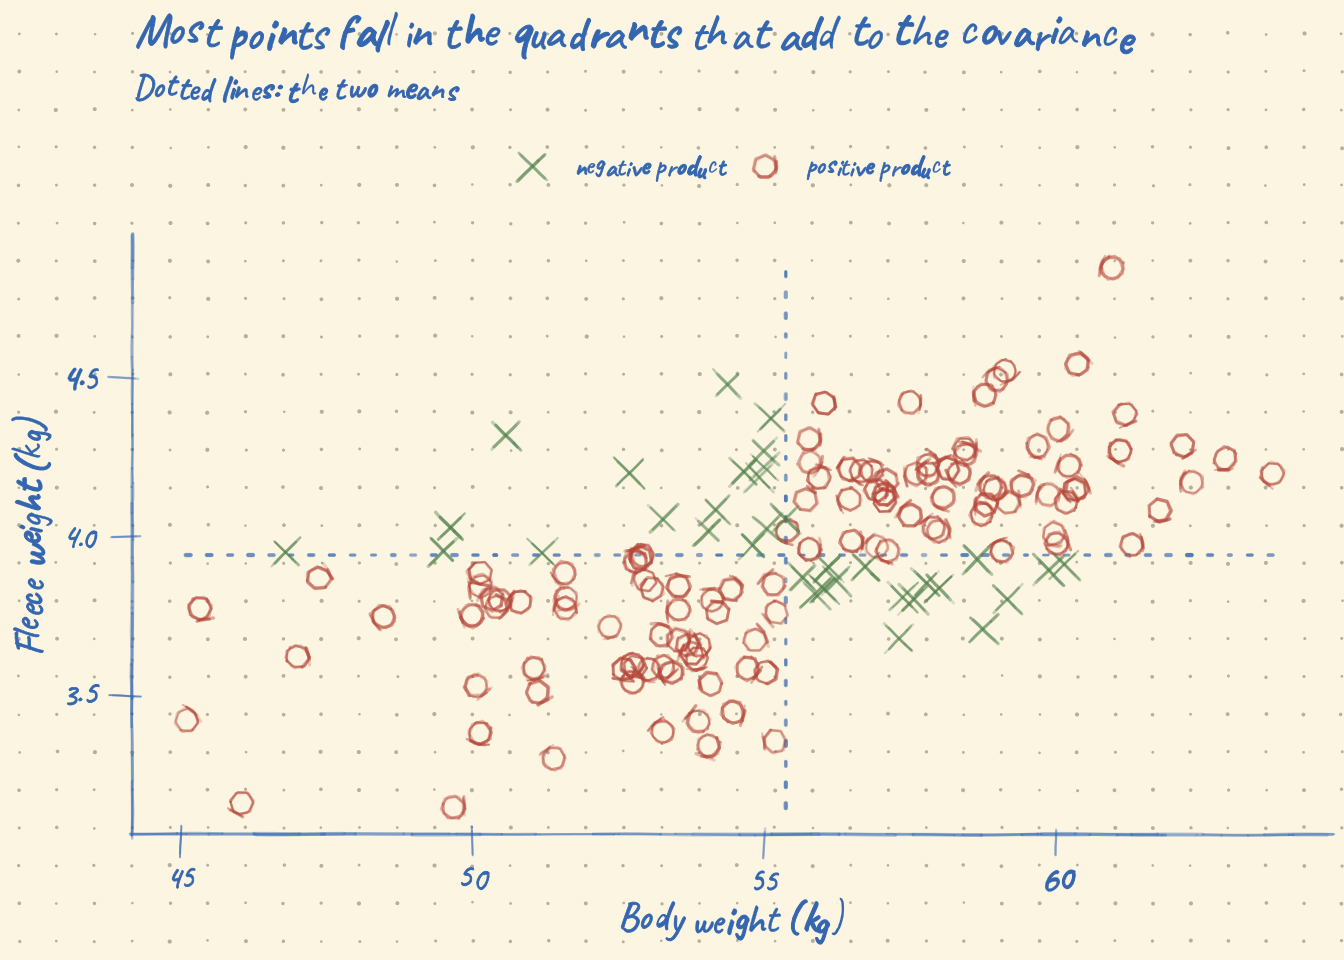 Most points fall in the quadrants that add to the covariance
Dotted lines: the two means
negative product
positive product
Fleece weight (kg)
4.5
4.0
3.5
45
50
55
60
Body weight (kg)